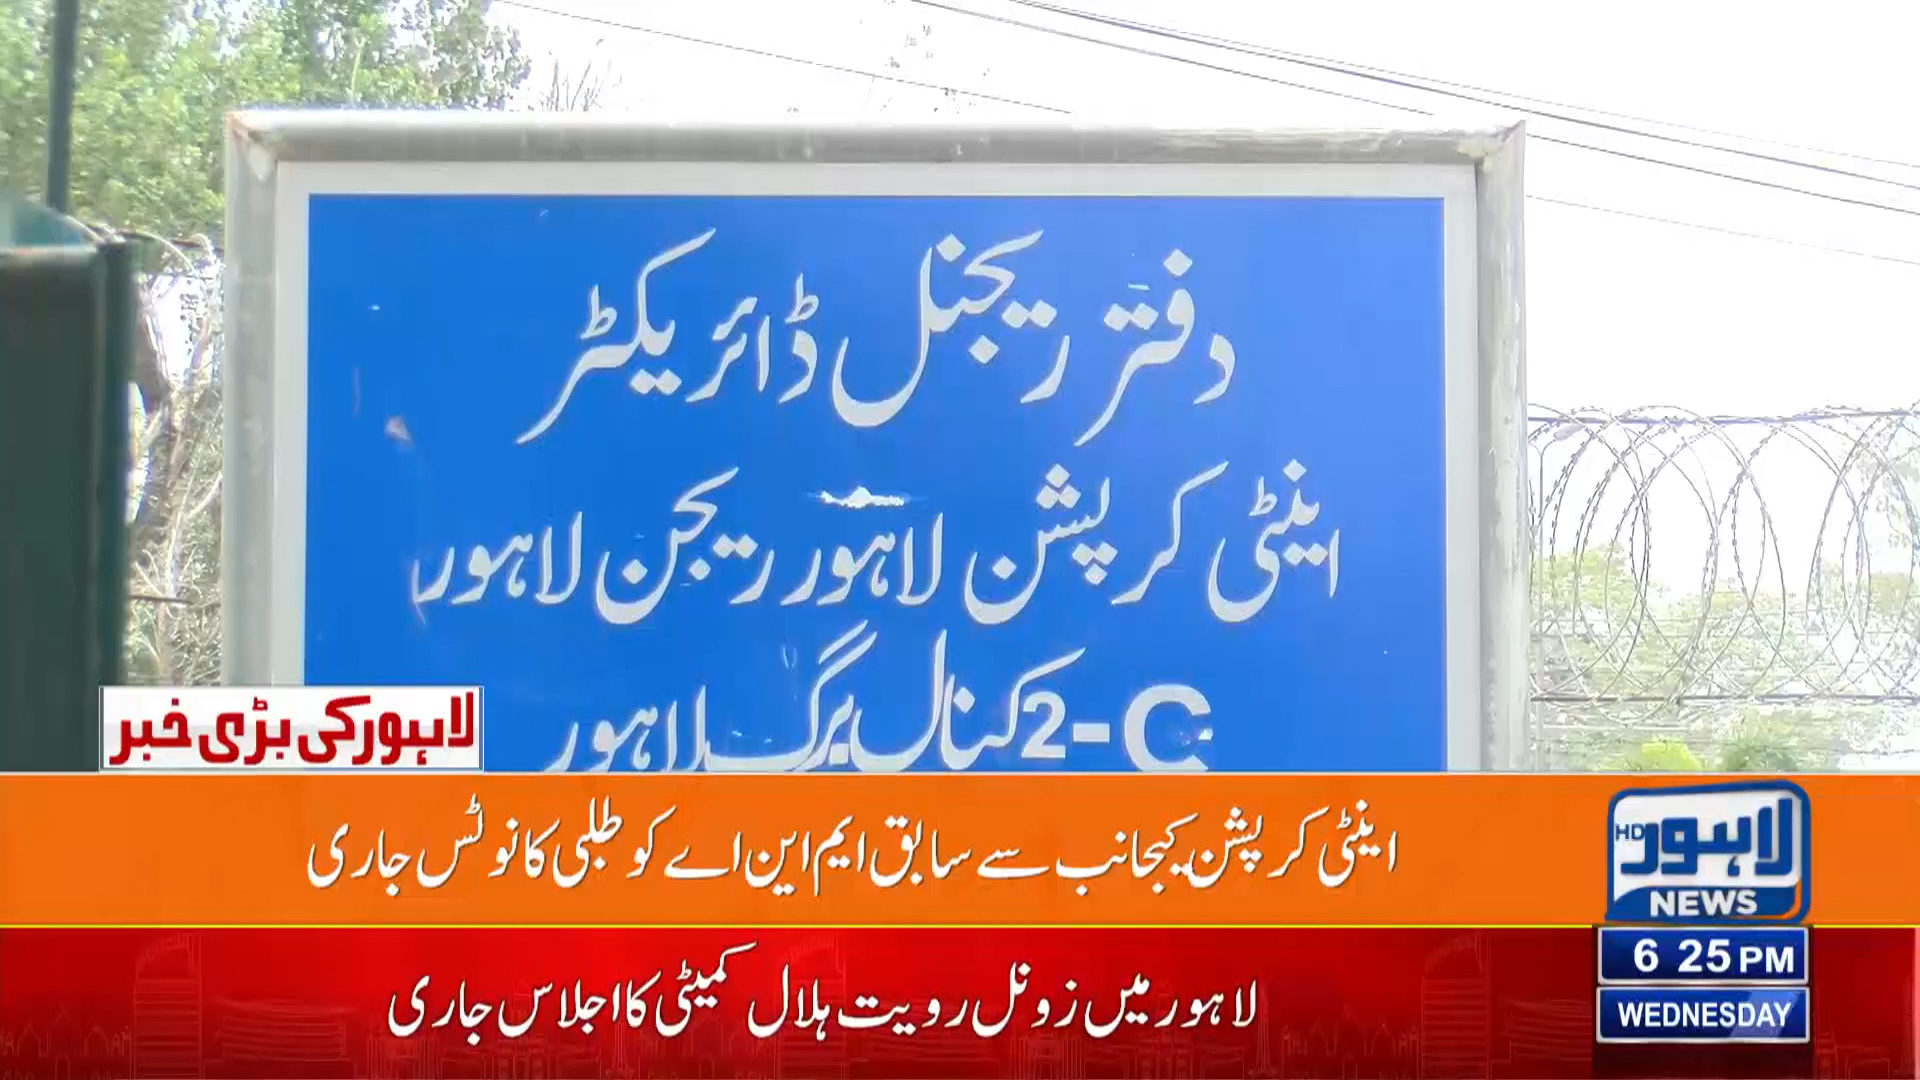 دفتر ریجنل ڈائریکٹر
اینٹی کرپشن لاہور ریجن لاہور
2-C کنال برگ لاہور
لاہور کی بڑی خبر
اینٹی کرپشن کیجانب سے سابق ایم این اے کو طلبی کا نوٹس جاری
لاہور HD
NEWS
6 25 PM
لاہور میں زونل رویت ہلال کمیٹی کا اجلاس جاری
WEDNESDAY